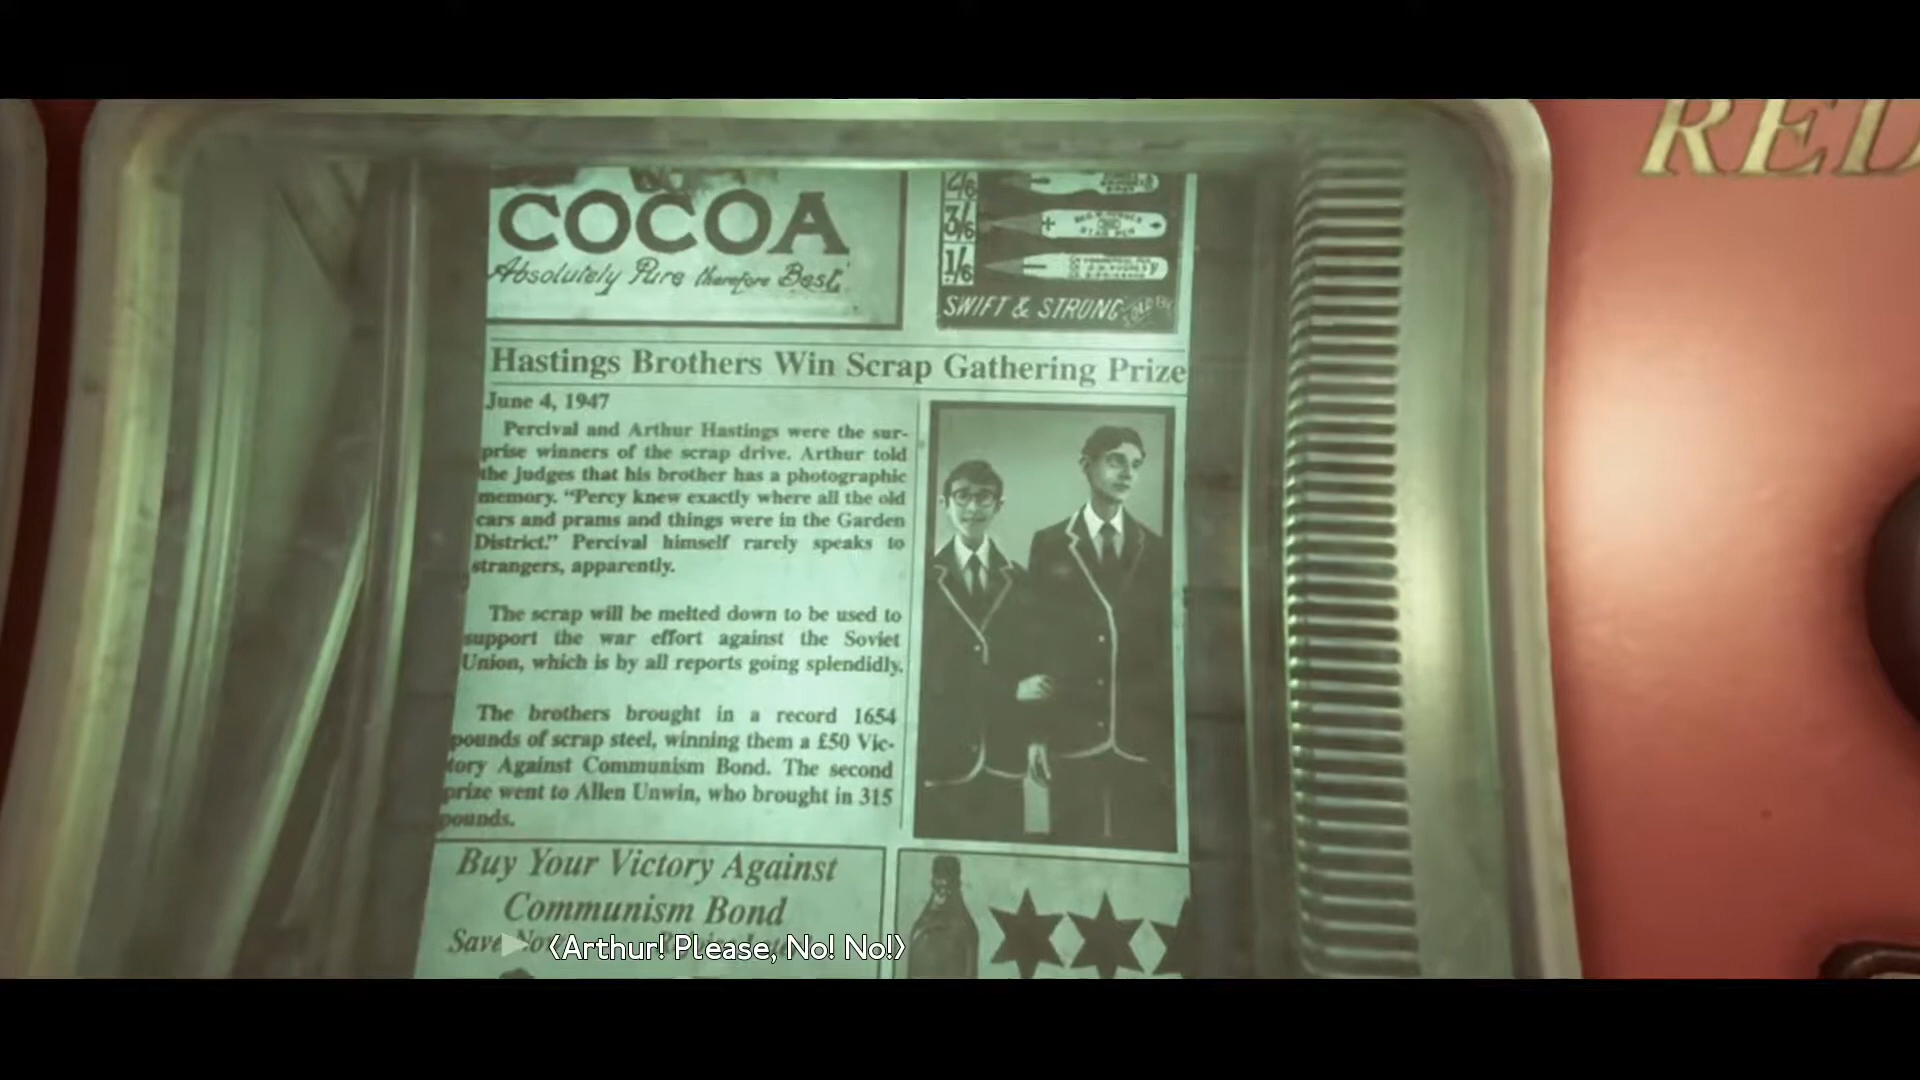 COCOA
Absolutely Pure therefore Best.
2/6
3/6
1/6
SWIFT & STRONG
RED
Hastings Brothers Win Scrap Gathering Prize
June 4, 1947
Percival and Arthur Hastings were the sur-
prise winners of the scrap drive. Arthur told
the judges that his brother has a photographic
memory. “Percy knew exactly where all the old
cars and prams and things were in the Garden
District.” Percival himself rarely speaks to
strangers, apparently.
The scrap will be melted down to be used to
support the war effort against the Soviet
Union, which is by all reports going splendidly.
The brothers brought in a record 1654
pounds of scrap steel, winning them a £50 Vic-
tory Against Communism Bond. The second
prize went to Allen Unwin, who brought in 315
pounds.
Buy Your Victory Against
Communism Bond
Save
<Arthur! Please, No! No!>